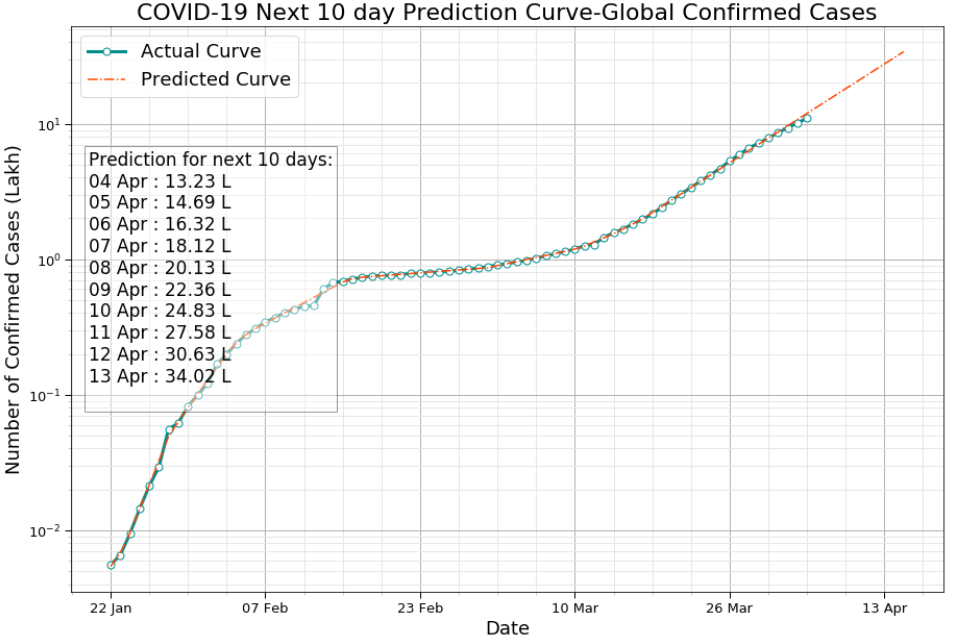 COVID-19 Next 10 day Prediction Curve-Global Confirmed Cases
Actual Curve
Predicted Curve
Number of Confirmed Cases (Lakh)
10¹
10⁰
10⁻¹
10⁻²
Prediction for next 10 days:
04 Apr : 13.23 L
05 Apr : 14.69 L
06 Apr : 16.32 L
07 Apr : 18.12 L
08 Apr : 20.13 L
09 Apr : 22.36 L
10 Apr : 24.83 L
11 Apr : 27.58 L
12 Apr : 30.63 L
13 Apr : 34.02 L
22 Jan
07 Feb
23 Feb
10 Mar
26 Mar
13 Apr
Date